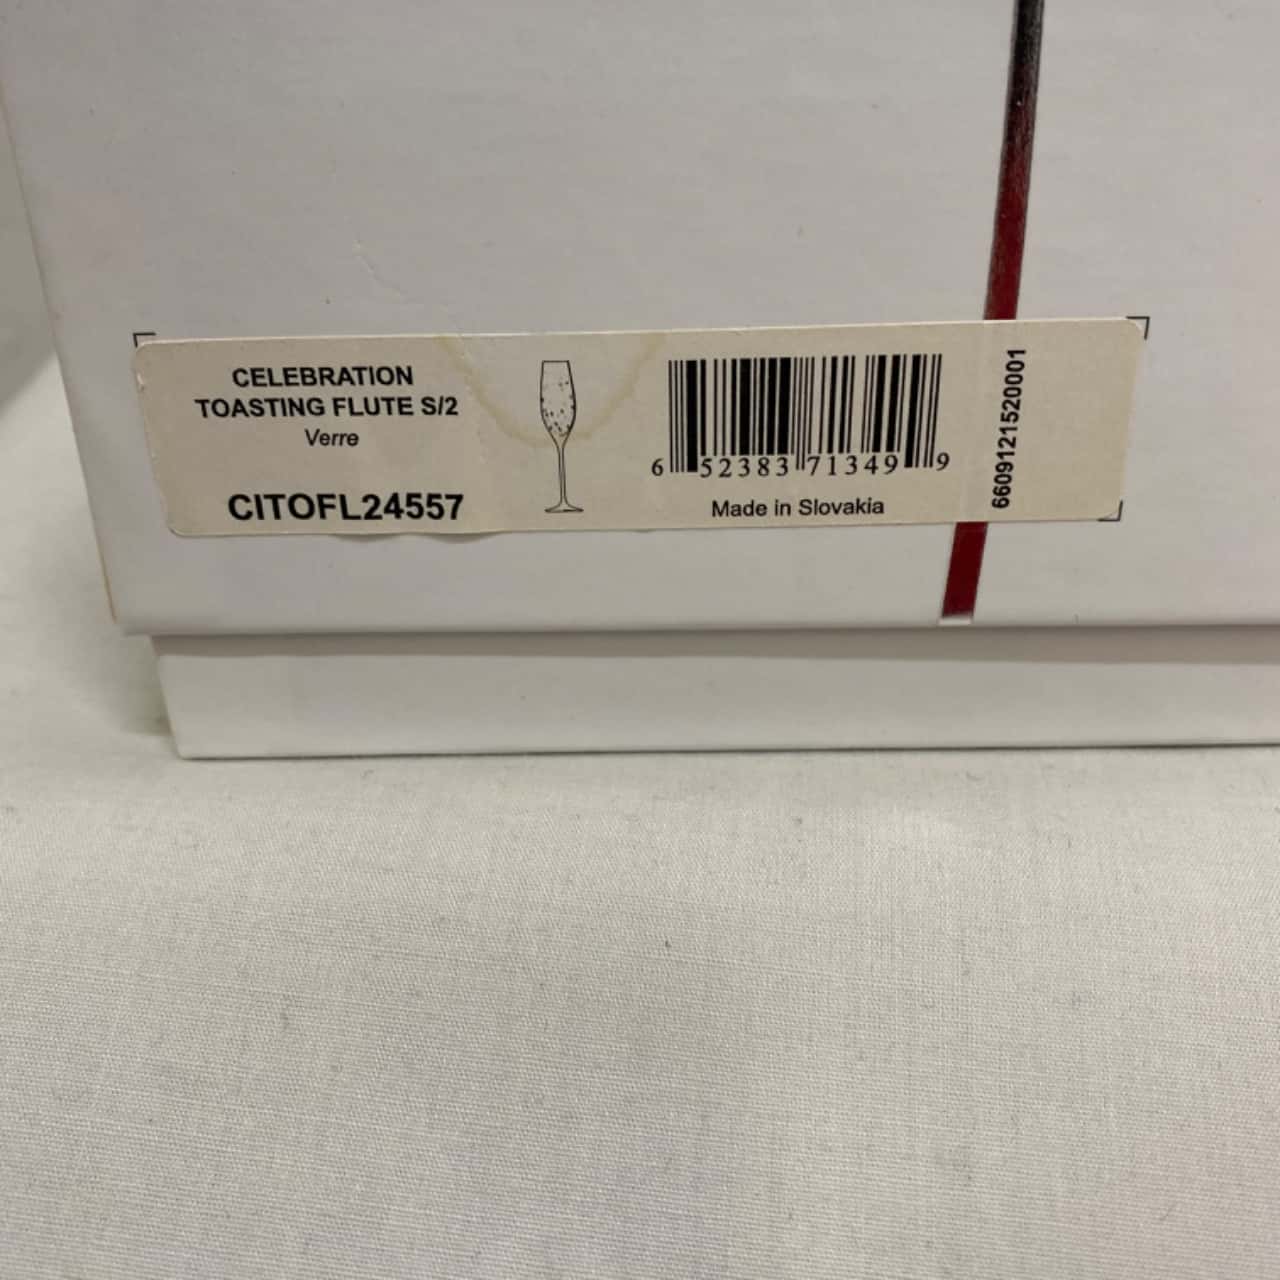 CELEBRATION
TOASTING FLUTE S/2
Verre
CITOFL24557
6 52383 71349 9
Made in Slovakia
6609121520001